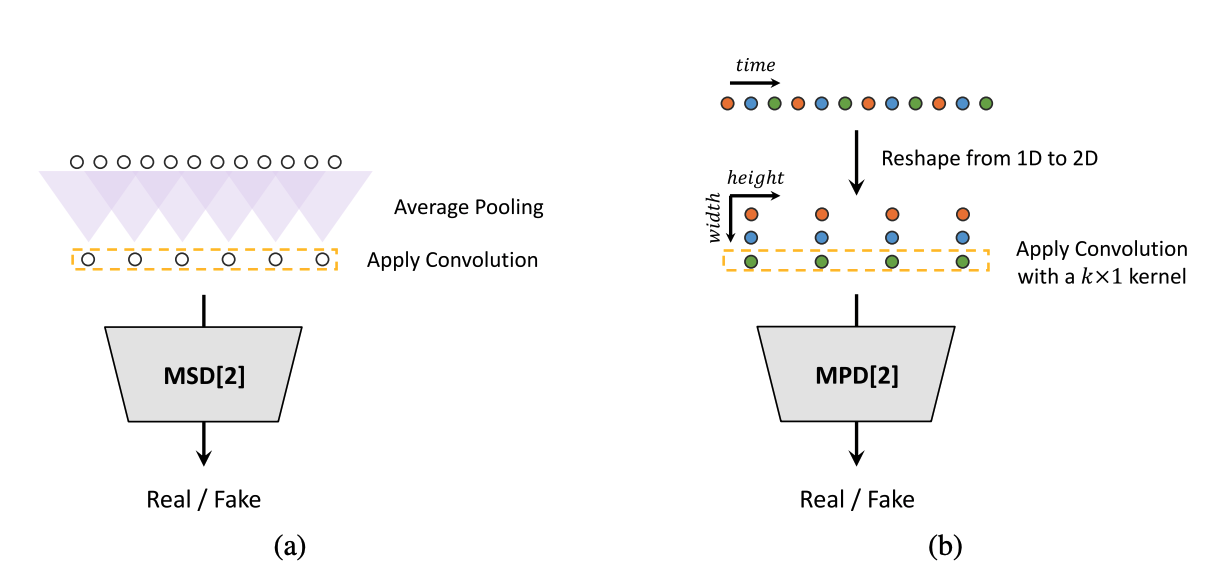 Average Pooling
Apply Convolution
MSD[2]
Real / Fake
(a)
time
Reshape from 1D to 2D
height
width
Apply Convolution
with a k×1 kernel
MPD[2]
Real / Fake
(b)